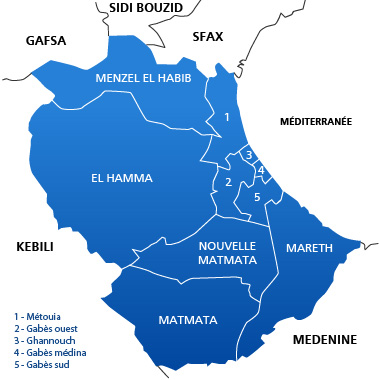 SIDI BOUZID
GAFSA
SFAX
MENZEL EL HABIB
1
MÉDITERRANÉE
3
4
EL HAMMA
2
5
KEBILI
NOUVELLE
MATMATA
MARETH
MATMATA
MEDENINE
1 - Métouia
2 - Gabès ouest
3 - Ghannouch
4 - Gabès médina
5 - Gabès sud